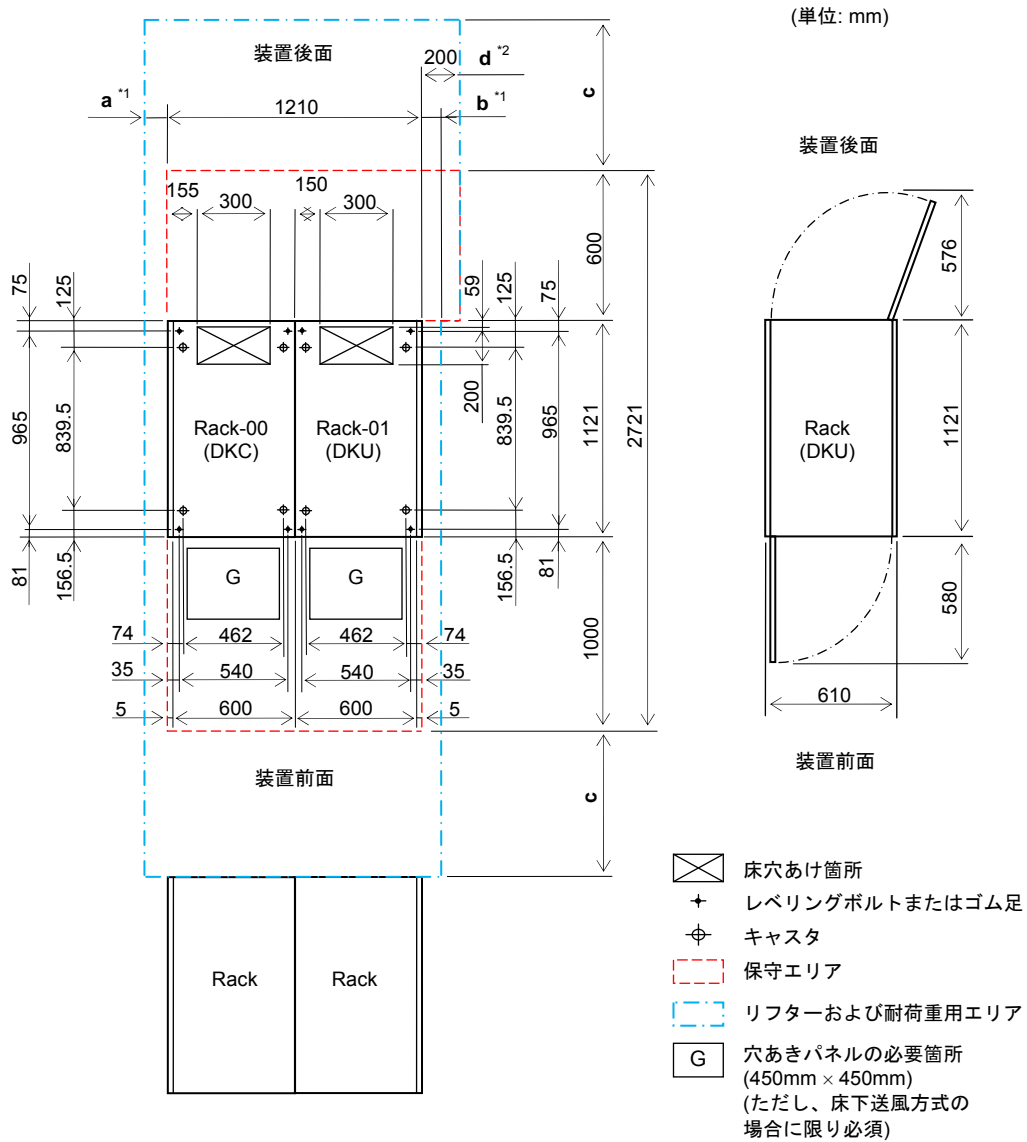 (単位: mm)
装置後面
200
d *2
a *1
1210
b *1
c
装置後面
155
300
150
300
600
576
75
125
59
125
75
200
965
839.5
Rack-00
(DKC)
Rack-01
(DKU)
839.5
965
1121
2721
Rack
(DKU)
1121
81
156.5
G
G
156.5
81
1000
580
74
462
462
74
35
540
540
35
5
600
600
5
610
装置前面
装置前面
c
Rack
Rack
床穴あけ箇所
レベリングボルトまたはゴム足
キャスタ
保守エリア
リフターおよび耐荷重用エリア
G
穴あきパネルの必要箇所
(450mm × 450mm)
(ただし、床下送風方式の
場合に限り必須)